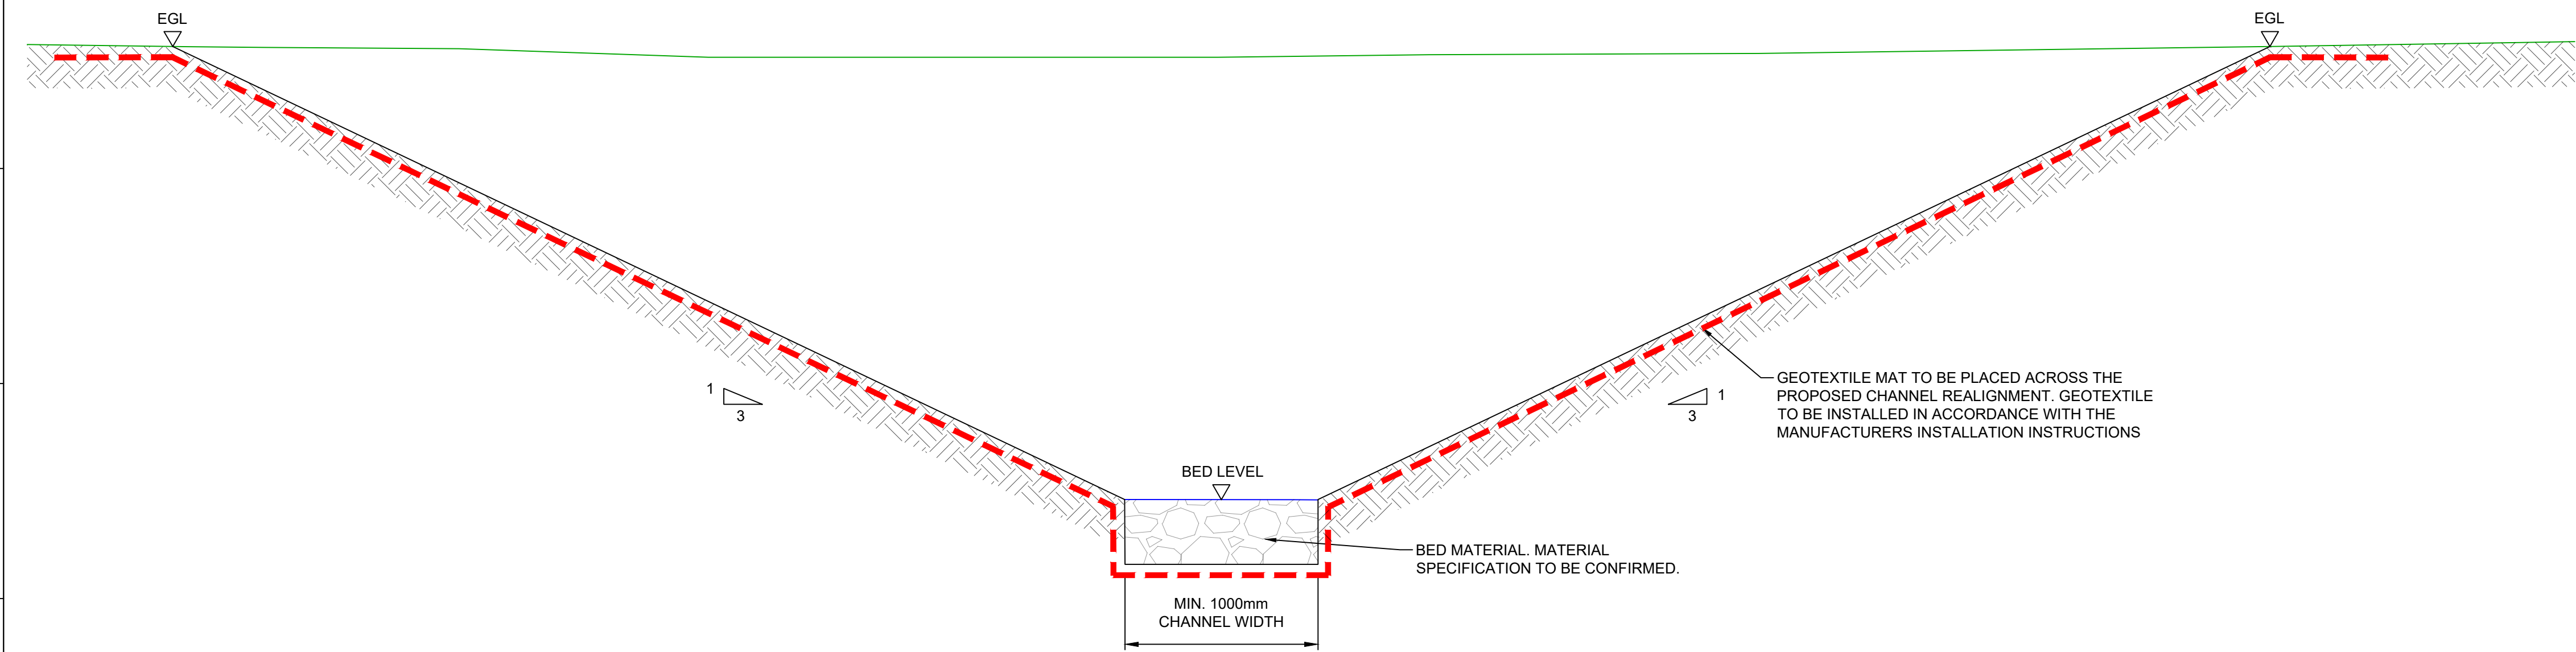 EGL
EGL
1
3
1
3
GEOTEXTILE MAT TO BE PLACED ACROSS THE
PROPOSED CHANNEL REALIGNMENT. GEOTEXTILE
TO BE INSTALLED IN ACCORDANCE WITH THE
MANUFACTURERS INSTALLATION INSTRUCTIONS
BED LEVEL
BED MATERIAL. MATERIAL
SPECIFICATION TO BE CONFIRMED.
MIN. 1000mm
CHANNEL WIDTH